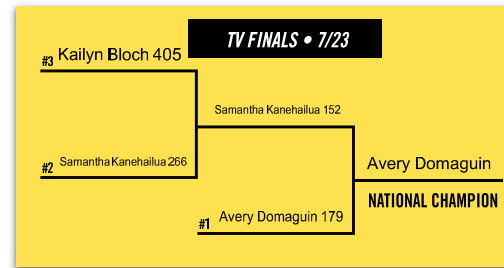 TV FINALS • 7/23
#3 Kailyn Bloch 405
Samantha Kanehailua 152
#2 Samantha Kanehailua 266
Avery Domaguin
NATIONAL CHAMPION
#1 Avery Domaguin 179